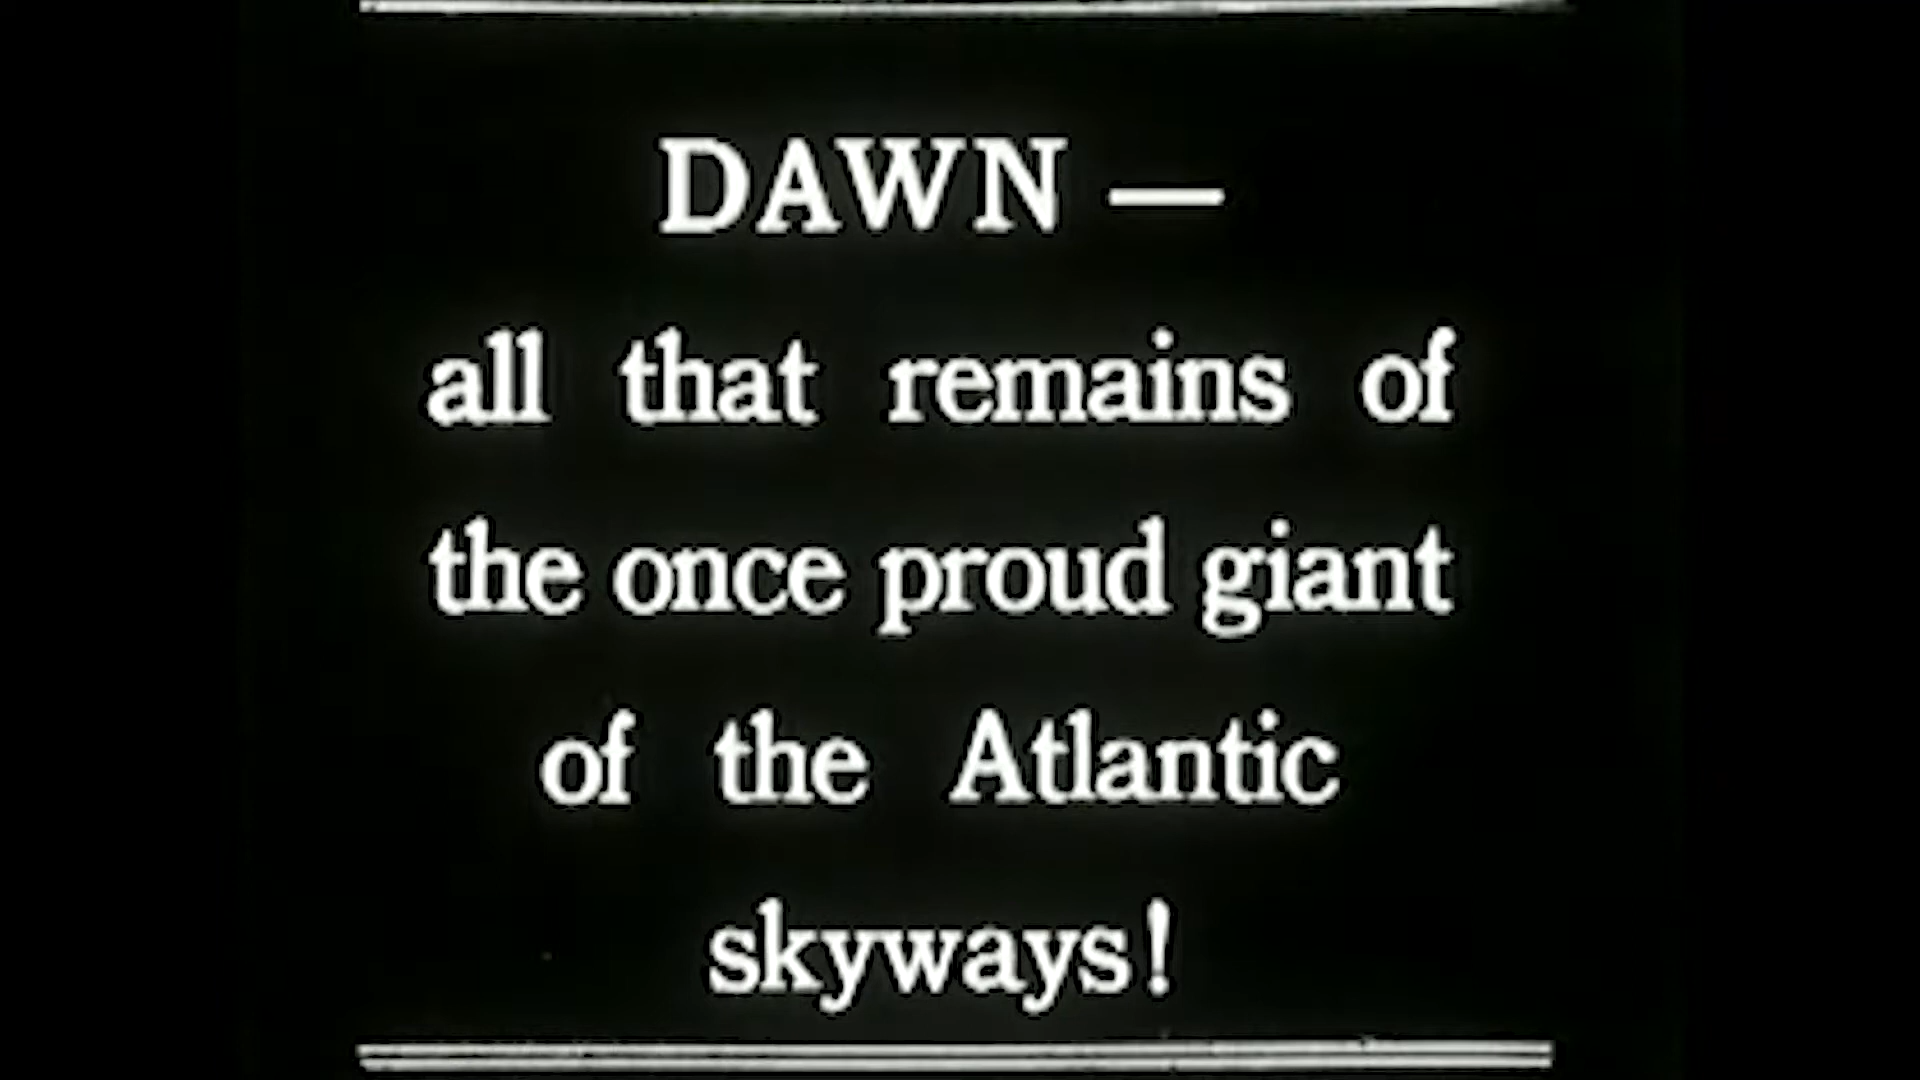 DAWN —
all that remains of
the once proud giant
of the Atlantic
skyways!